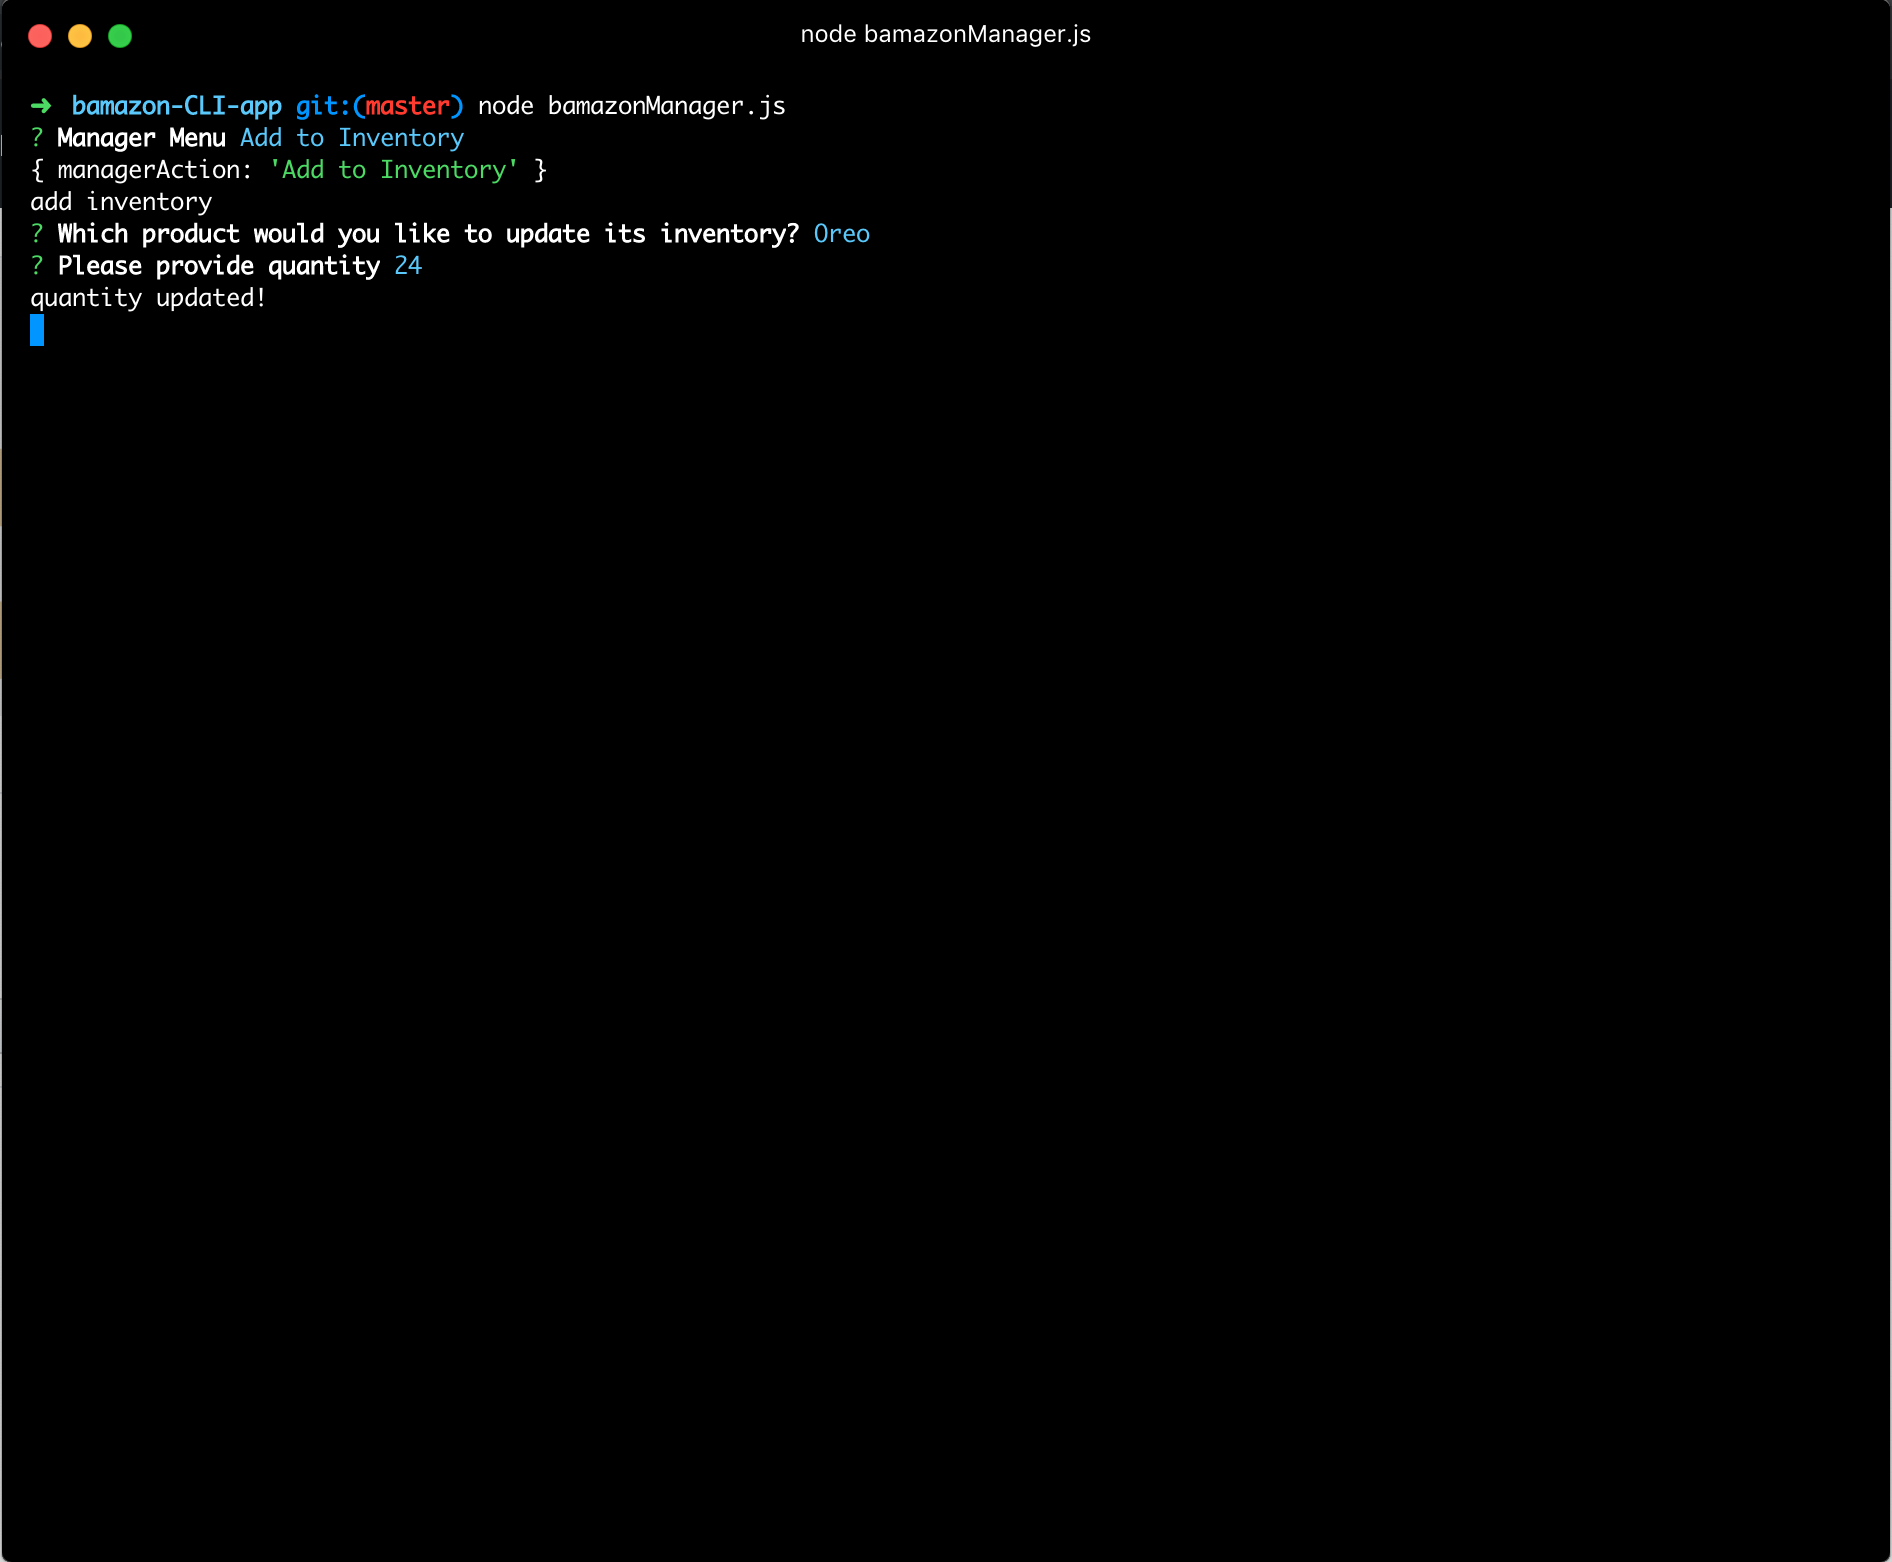 node bamazonManager.js
➜ bamazon-CLI-app git:(master) node bamazonManager.js
? Manager Menu Add to Inventory
{ managerAction: 'Add to Inventory' }
add inventory
? Which product would you like to update its inventory? Oreo
? Please provide quantity 24
quantity updated!